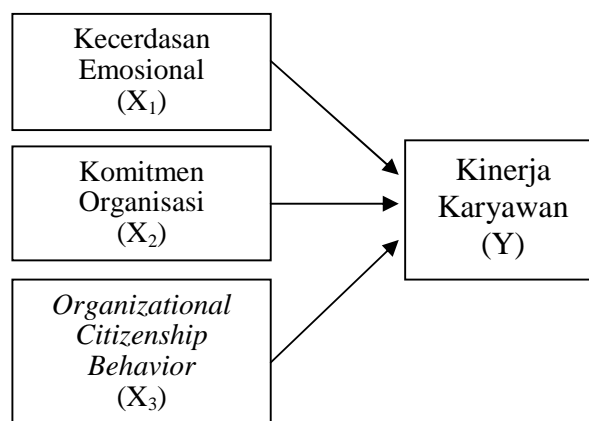 Kecerdasan
Emosional
(X₁)
Komitmen
Organisasi
(X₂)
Organizational
Citizenship
Behavior
(X₃)
Kinerja
Karyawan
(Y)